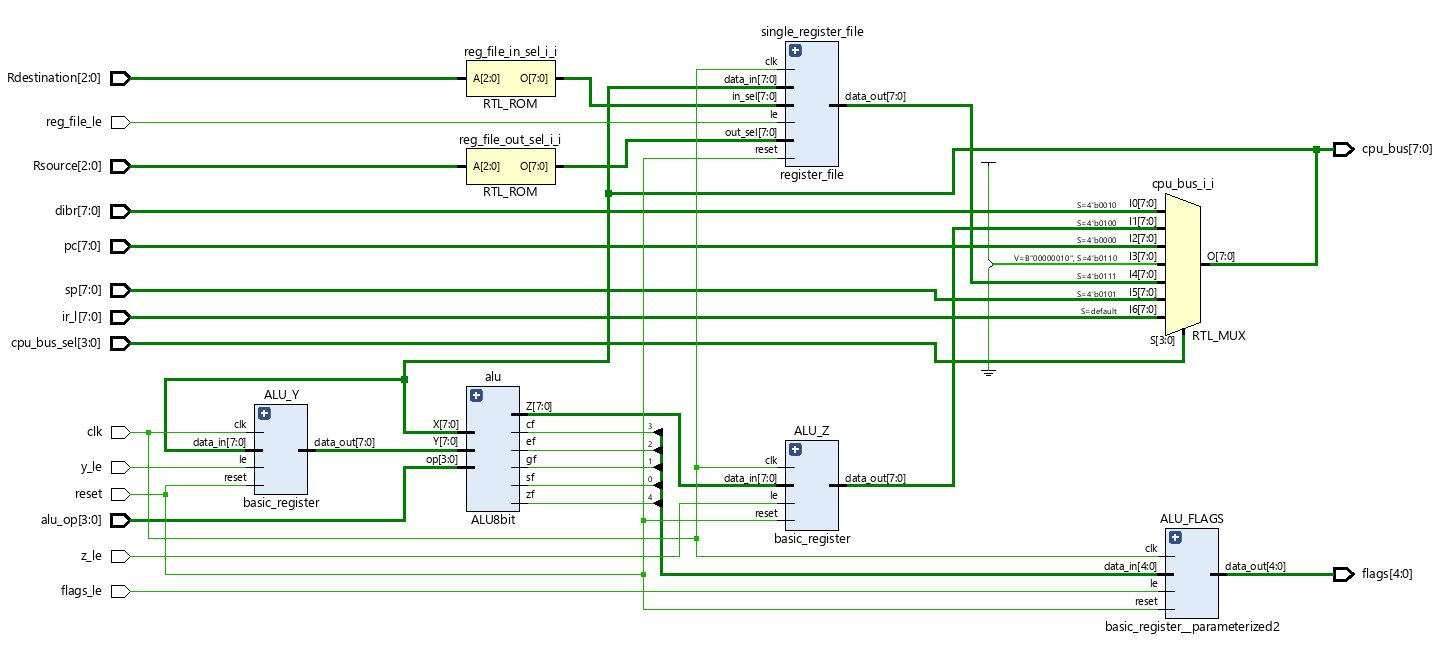 single_register_file
clk
data_in[7:0]
in_sel[7:0]
le
out_sel[7:0]
reset
data_out[7:0]
register_file
Rdestination[2:0]
reg_file_in_sel_i_i
A[2:0] O[7:0]
RTL_ROM
reg_file_le
reg_file_out_sel_i_i
Rsource[2:0]
A[2:0] O[7:0]
RTL_ROM
cpu_bus[7:0]
cpu_bus_i_i
dibr[7:0]
S=4'b0010 I0[7:0]
S=4'b0100 I1[7:0]
pc[7:0]
S=4'b0000 I2[7:0]
V=B"00000010", S=4'b0110 I3[7:0]
O[7:0]
S=4'b0111 I4[7:0]
sp[7:0]
S=4'b0101 I5[7:0]
ir_l[7:0]
S=default I6[7:0]
cpu_bus_sel[3:0]
S[3:0]
RTL_MUX
ALU_Y
clk
data_in[7:0]
le
reset
data_out[7:0]
basic_register
alu
X[7:0]
Y[7:0]
op[3:0]
Z[7:0]
cf
ef
gf
sf
zf
ALU8bit
3
2
1
0
4
clk
y_le
reset
alu_op[3:0]
z_le
flags_le
ALU_Z
clk
data_in[7:0]
le
reset
data_out[7:0]
basic_register
ALU_FLAGS
clk
data_in[4:0]
le
reset
data_out[4:0]
basic_register__parameterized2
flags[4:0]